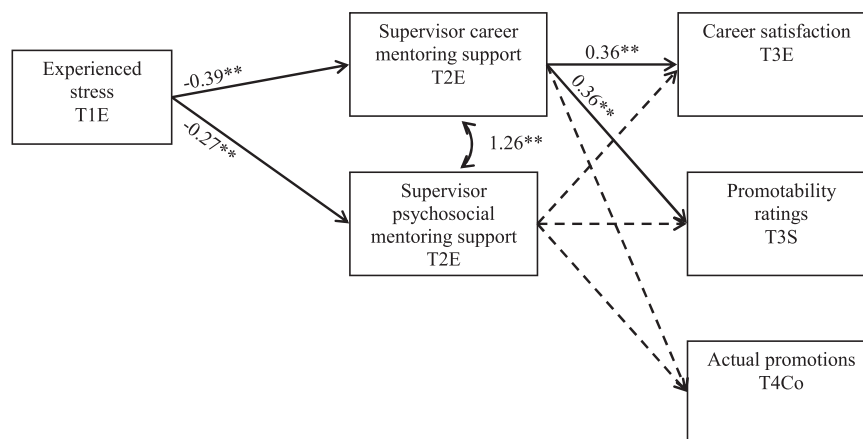 Experienced
stress
T1E
-0.39**
-0.27**
Supervisor career
mentoring support
T2E
1.26**
Supervisor
psychosocial
mentoring support
T2E
0.36**
0.36**
Career satisfaction
T3E
Promotability
ratings
T3S
Actual promotions
T4Co